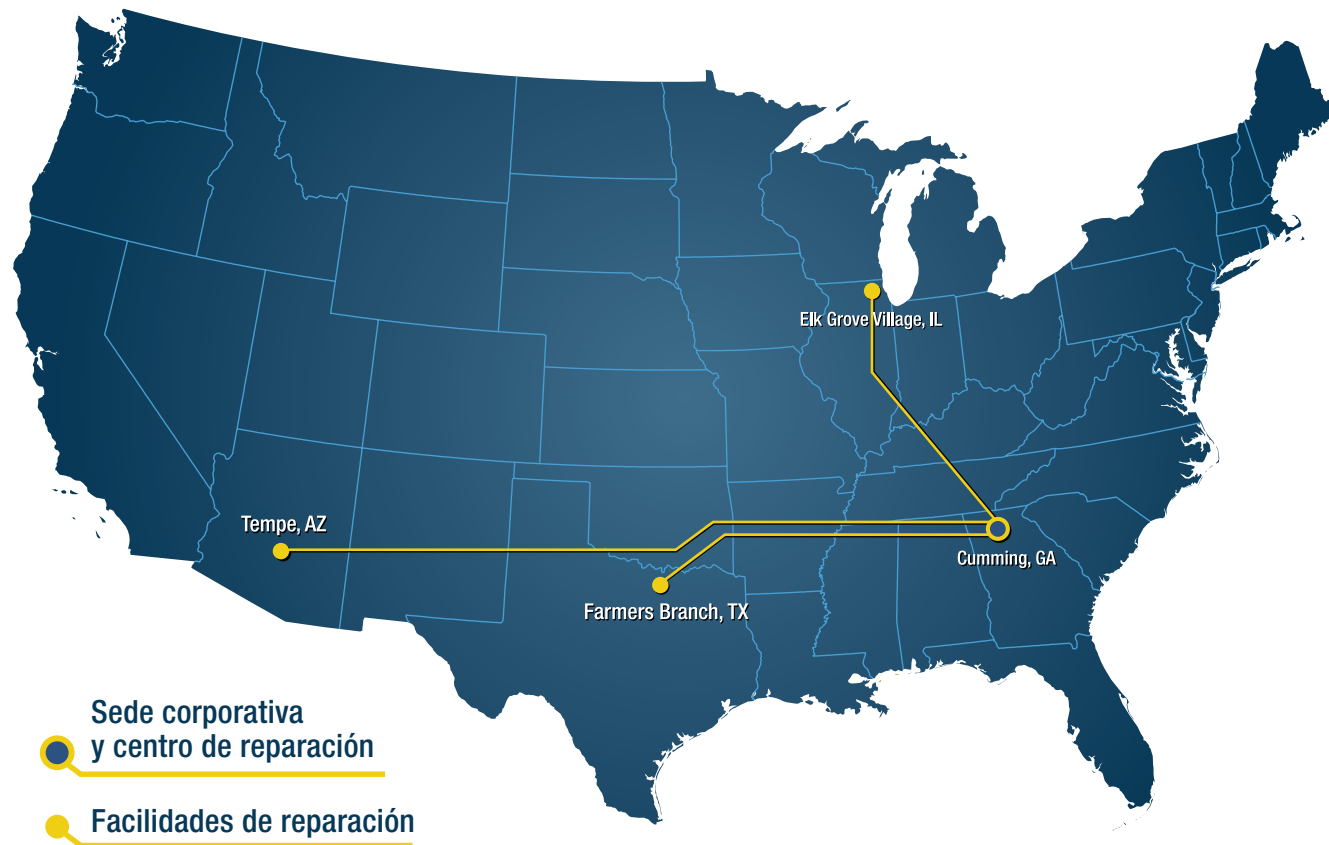 Elk Grove Village, IL
Tempe, AZ
Cumming, GA
Farmers Branch, TX
Sede corporativa
y centro de reparación
Facilidades de reparación